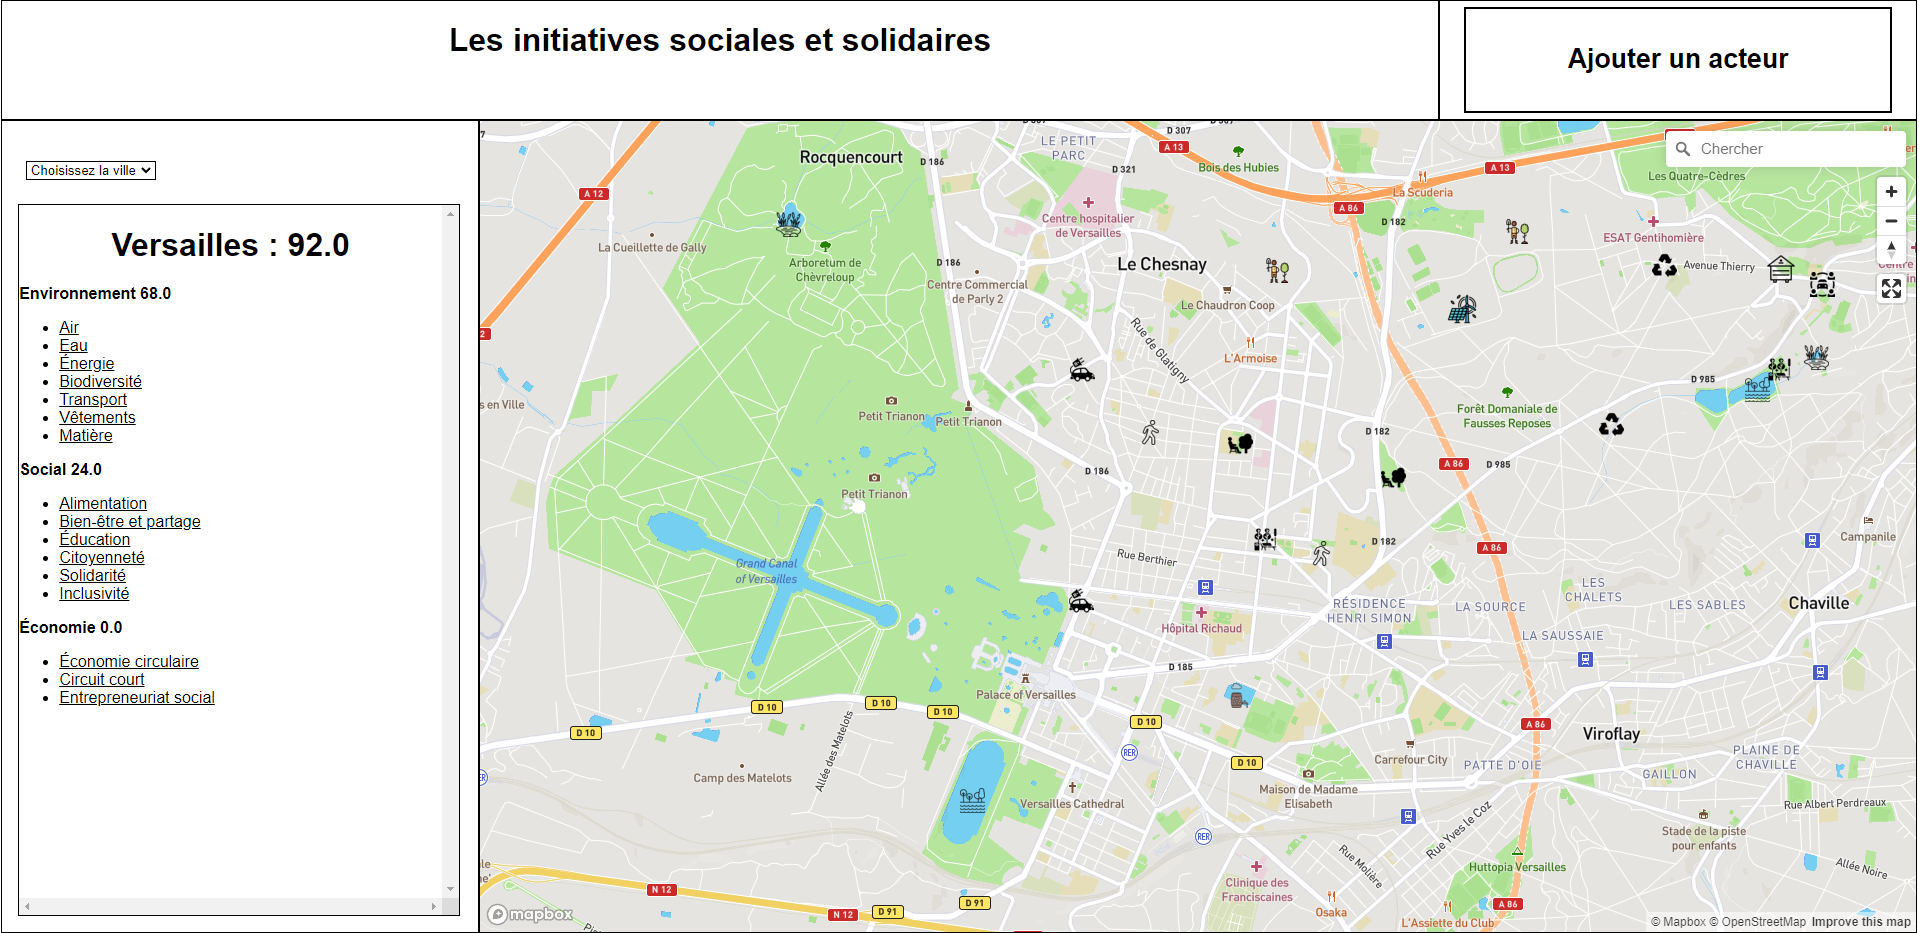 Les initiatives sociales et solidaires
Ajouter un acteur
Choisissez la ville
Versailles : 92.0
Environnement 68.0
Air
Eau
Énergie
Biodiversité
Transport
Vêtements
Matière
Social 24.0
Alimentation
Bien-être et partage
Éducation
Citoyenneté
Solidarité
Inclusivité
Économie 0.0
Économie circulaire
Circuit court
Entrepreneuriat social
Chercher
LE PETIT
PARC
D 307
A 13
Bois des Hubies
Rocquencourt
D 186
D 321
A 13
La Scuderia
Les Quatre-Cèdres
A 12
A 86
D 182
Centre hospitalier
de Versailles
ESAT Gentihomière
La Cueillette de Gally
Arboretum de
Chèvreloup
D 186
Le Chesnay
Avenue Thierry
Centre Commercial
de Parly 2
Le Chaudron Coop
Rue de Glatigny
L'Armoise
D 985
s en Ville
Petit Trianon
Petit Trianon
Forêt Domaniale de
Fausses Reposes
D 182
D 186
A 86
D 985
Petit Trianon
Grand Canal
of Versailles
Rue Berthier
D 182
A 86
Campanile
LES
CHALETS
RÉSIDENCE
HENRI SIMON
LA SOURCE
LES SABLES
Chaville
Hôpital Richaud
LA SAUSSAIE
D 185
Palace of Versailles
D 10
D 10
D 10
D 10
D 10
A 86
Viroflay
Allée des Matelots
RER
Camp des Matelots
D 10
Carrefour City
PATTE D'OIE
PLAINE DE
CHAVILLE
GAILLON
Maison de Madame
Elisabeth
Versailles Cathedral
Rue Albert Perdreaux
Rue Yves le Coz
Stade de la piste
pour enfants
RER
Rue Molière
Huttopia Versailles
Allée Noire
N 12
Clinique des
Franciscaines
D 91
D 91
N 12
Osaka
A 86
L'Assiette du Club
mapbox
© Mapbox © OpenStreetMap Improve this map